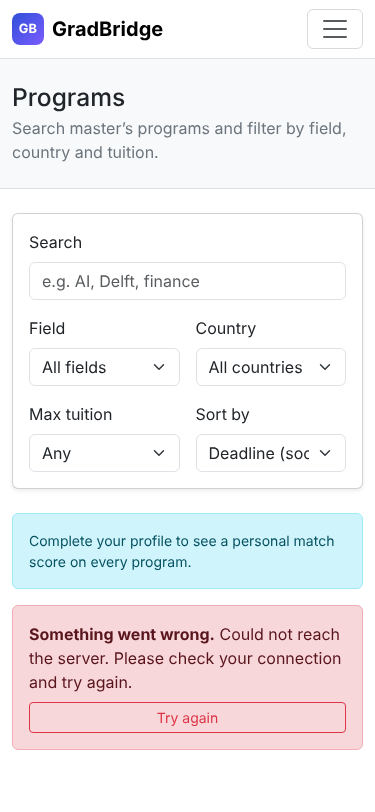 GB GradBridge
Programs
Search master's programs and filter by field,
country and tuition.
Search
e.g. AI, Delft, finance
Field Country
All fields All countries
Max tuition Sort by
Any Deadline (soo
Complete your profile to see a personal match
score on every program.
Something went wrong. Could not reach
the server. Please check your connection
and try again.
Try again